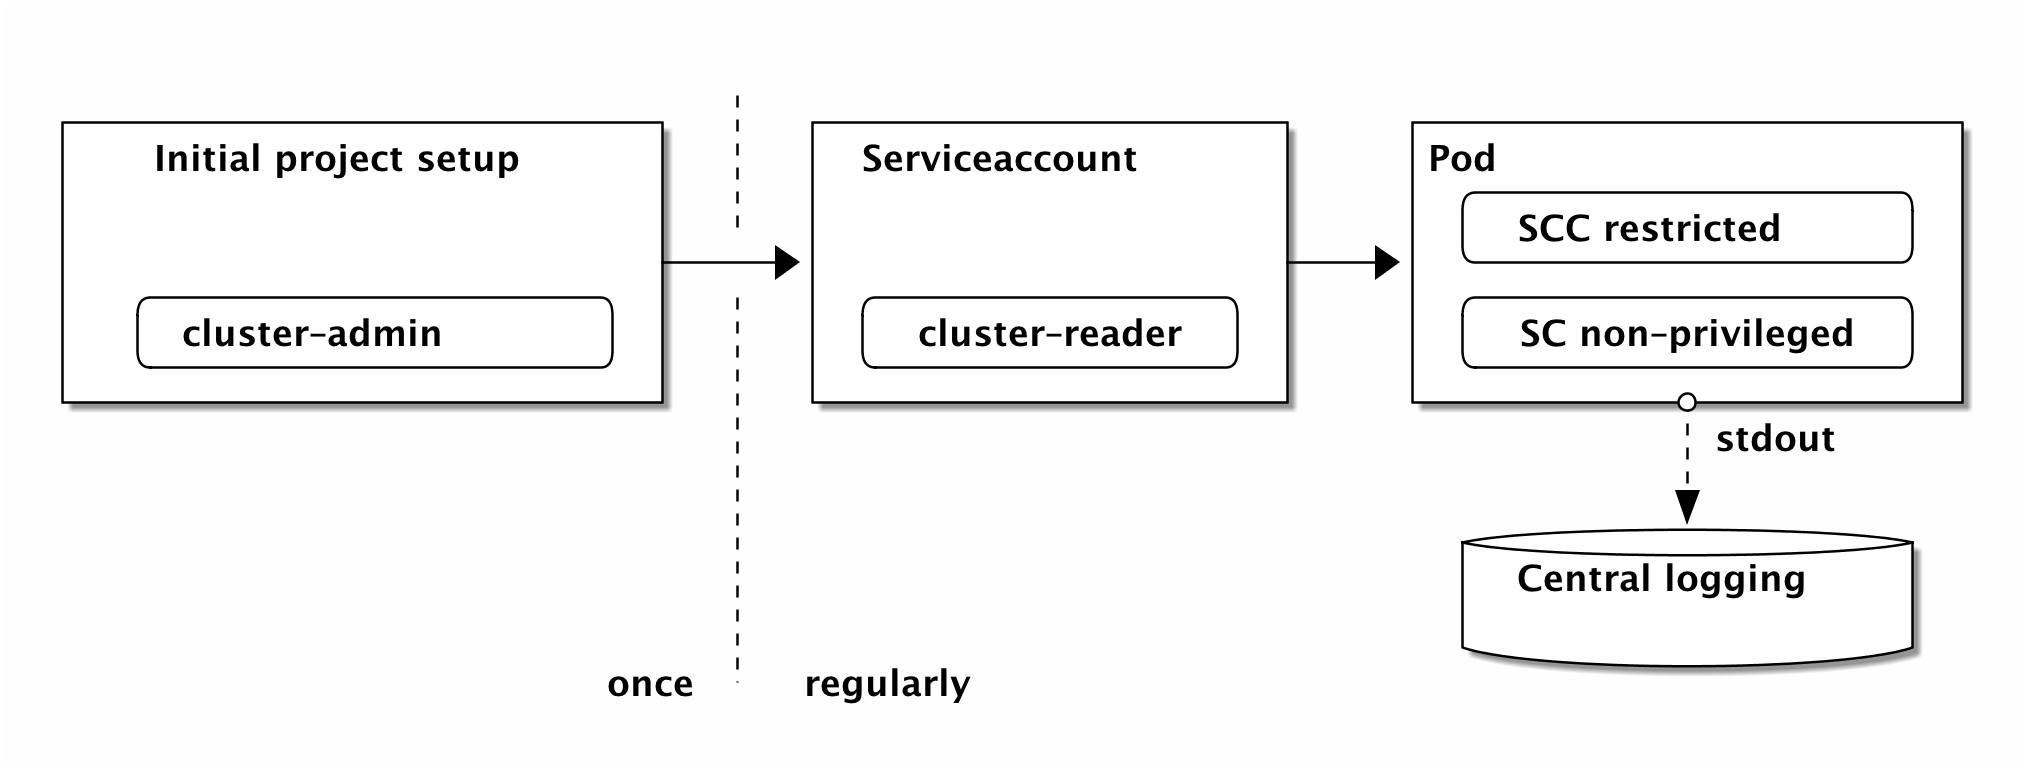 Initial project setup
cluster-admin
Serviceaccount
cluster-reader
Pod
SCC restricted
SC non-privileged
stdout
Central logging
once
regularly